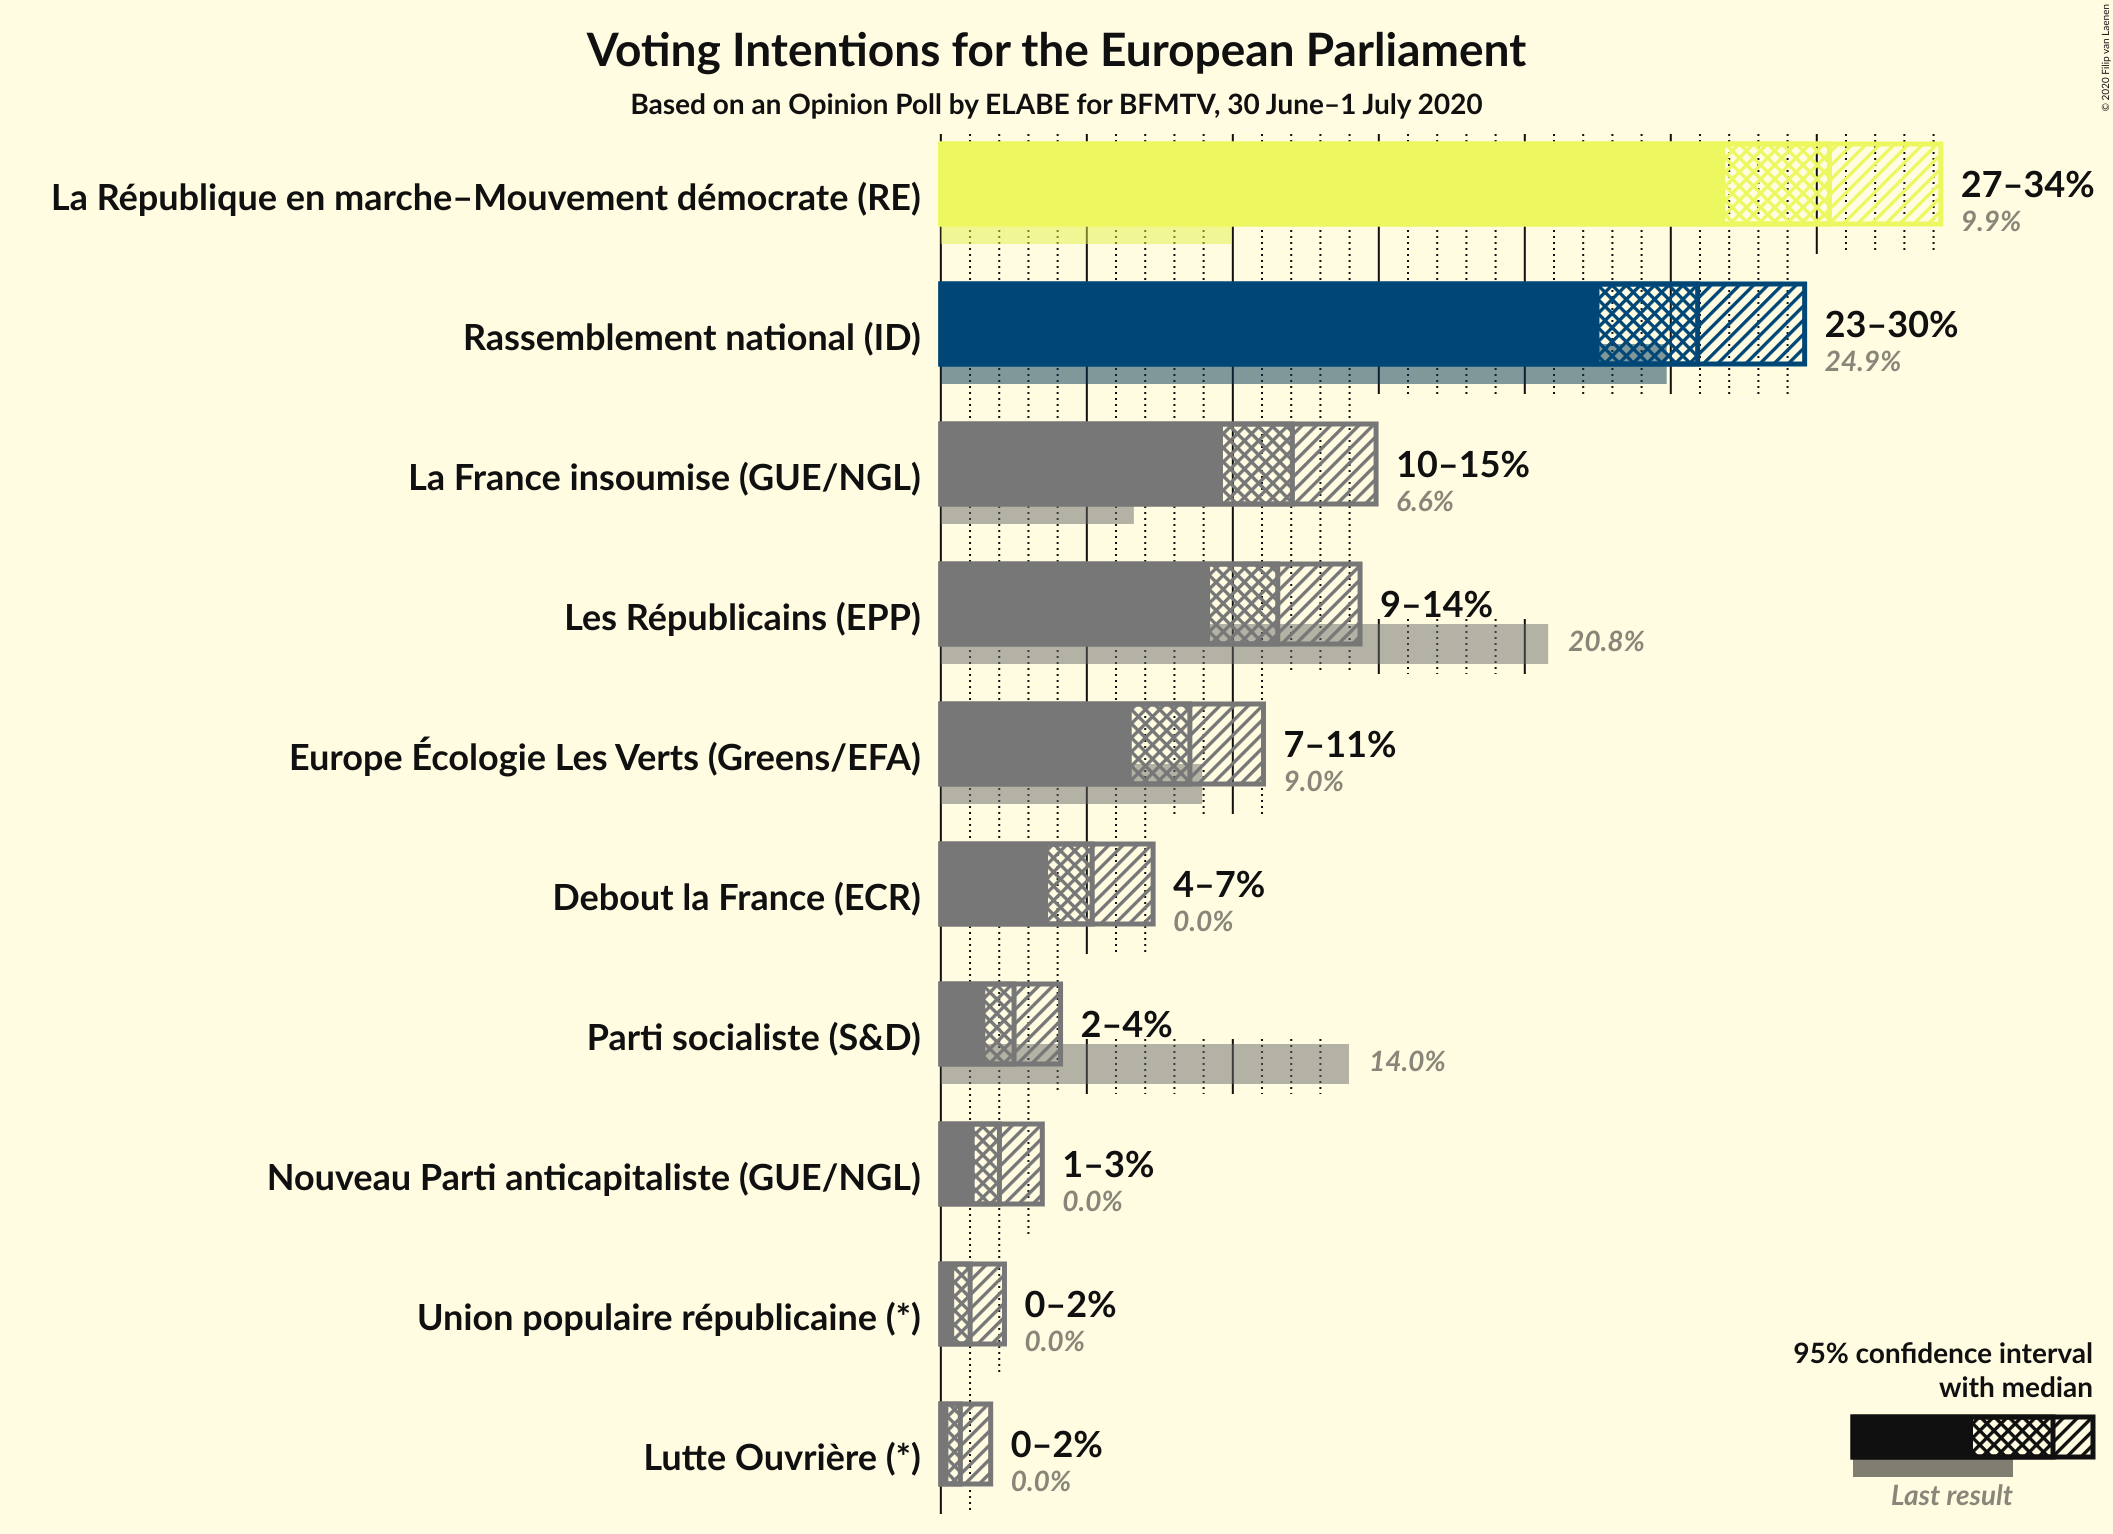 Voting Intentions for the European Parliament
Based on an Opinion Poll by ELABE for BFMTV, 30 June–1 July 2020
© 2020 Filip van Laenen
La République en marche–Mouvement démocrate (RE)
27–34%
9.9%
Rassemblement national (ID)
23–30%
24.9%
La France insoumise (GUE/NGL)
10–15%
6.6%
Les Républicains (EPP)
9–14%
20.8%
Europe Écologie Les Verts (Greens/EFA)
7–11%
9.0%
Debout la France (ECR)
4–7%
0.0%
Parti socialiste (S&D)
2–4%
14.0%
Nouveau Parti anticapitaliste (GUE/NGL)
1–3%
0.0%
Union populaire républicaine (*)
0–2%
0.0%
Lutte Ouvrière (*)
0–2%
0.0%
95% confidence interval
with median
Last result